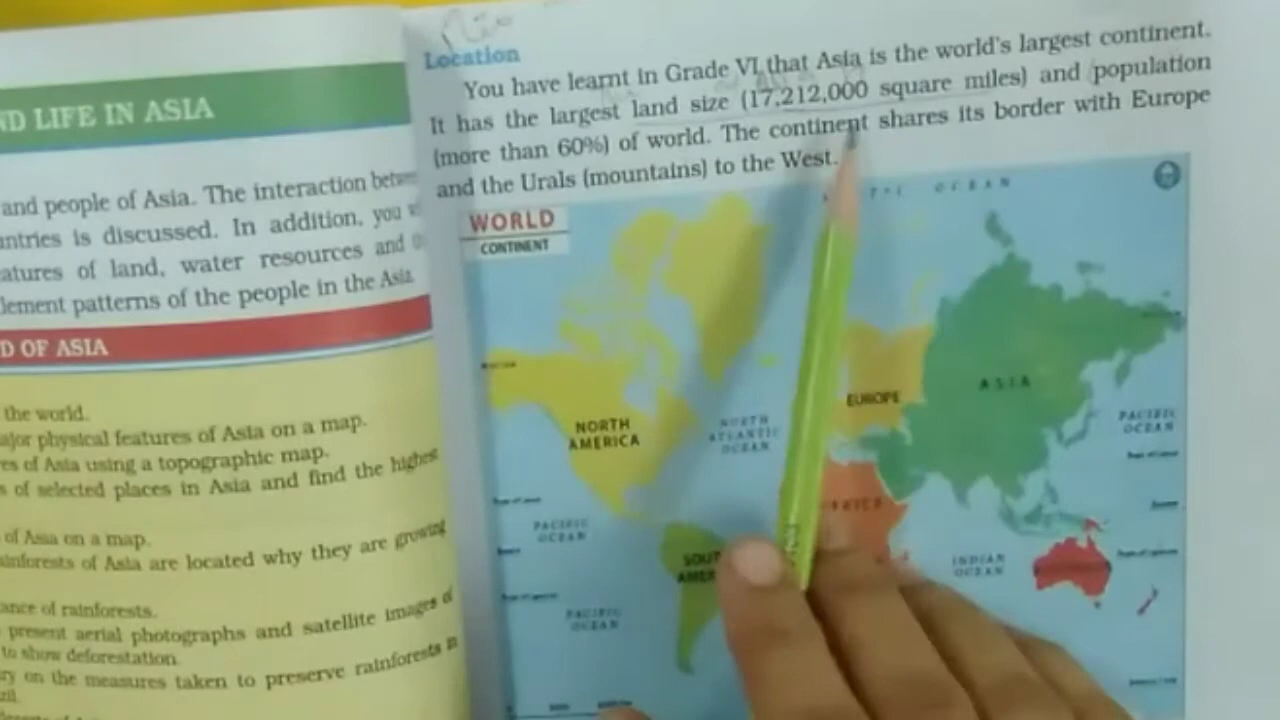 ND LIFE IN ASIA
and people of Asia. The interaction
ntries is discussed. In addition, you
atures of land, water resources and
lement patterns of the people in the Asia
D OF ASIA
the world.
ajor physical features of Asia on a map.
es of Asia using a topographic map.
s of selected places in Asia and find the highest
of Asia on a map.
ainforests of Asia are located why they are growing
ance of rainforests.
present aerial photographs and satellite images of
to show deforestation.
ry on the measures taken to preserve rainforests in
Location
You have learnt in Grade VI that Asia is the world's largest continent.
It has the largest land size (17,212,000 square miles) and population
(more than 60%) of world. The continent shares its border with Europe
and the Urals (mountains) to the West.
OCEAN
WORLD
CONTINENT
NORTH
AMERICA
NORTH
ATLANTIC
OCEAN
EUROPE
ASIA
PACIFIC
OCEAN
PACIFIC
OCEAN
SOUT
AMER
INDIAN
OCEAN
PACIFIC
OCEAN